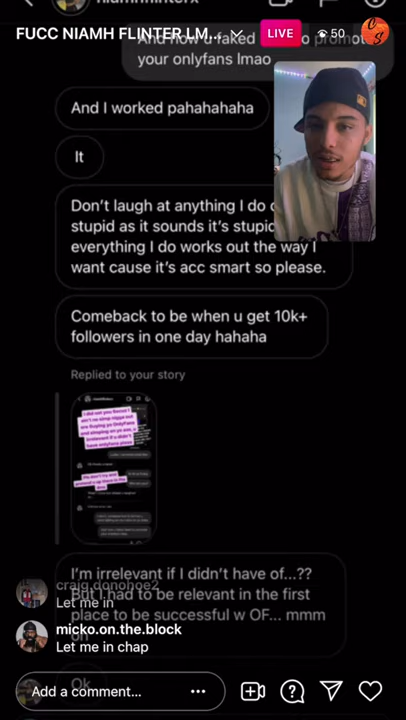 FUCC NIAMH FLINTER LM...
LIVE
50
your onlyfans lmao
And I worked pahahahaha
It
Don't laugh at anything I do
stupid as it sounds it's stupid
everything I do works out the way I
want cause it's acc smart so please.
Comeback to be when u get 10k+
followers in one day hahaha
Replied to your story
I'm irrelevant if I didn't have of...??
But I had to be relevant in the first
place to be successful w OF... mmm
craig.donohoe2
Let me in
micko.on.the.block
Let me in chap
Ok
Add a comment...